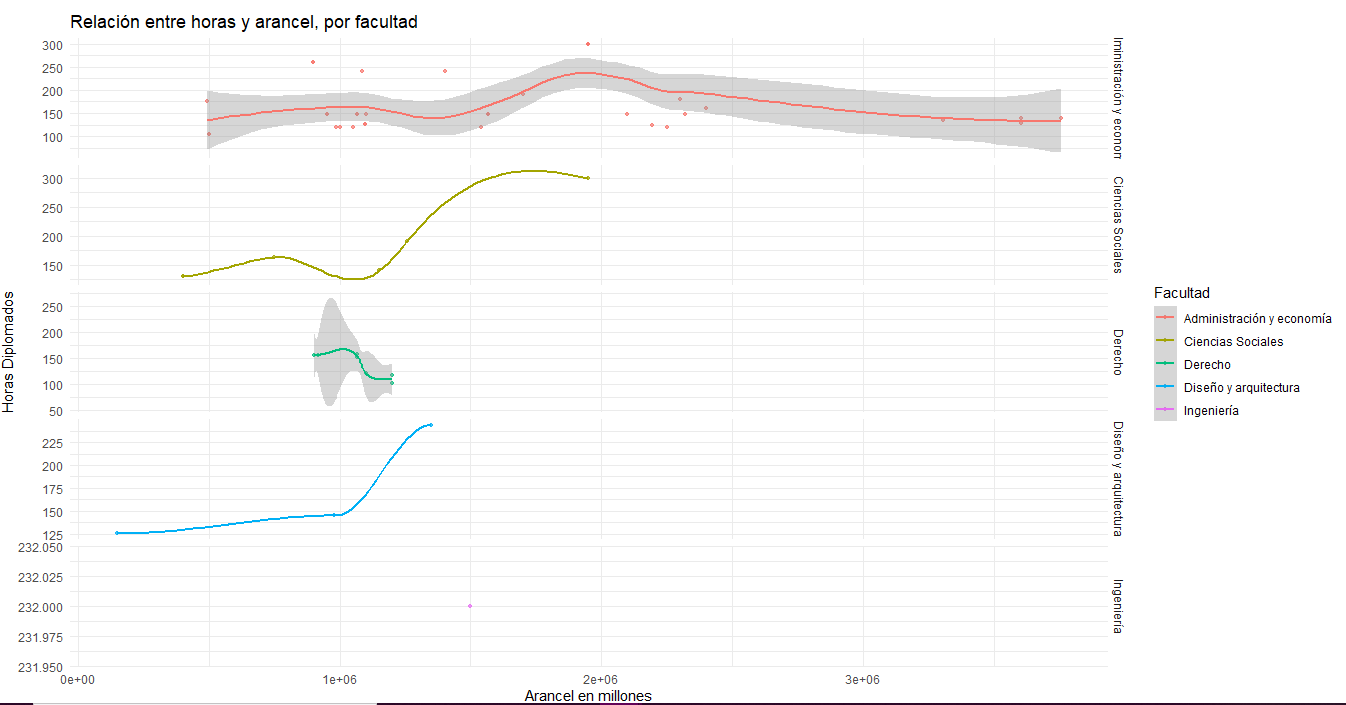 Relación entre horas y arancel, por facultad
300
250
200
150
100
lministración y econom
300
250
200
150
Ciencias Sociales
250
200
150
100
50
Derecho
225
200
175
150
125
Diseño y arquitectura
232.050
232.025
232.000
231.975
231.950
Ingeniería
Horas Diplomados
0e+00 1e+06 2e+06 3e+06
Arancel en millones
Facultad
Administración y economía
Ciencias Sociales
Derecho
Diseño y arquitectura
Ingeniería